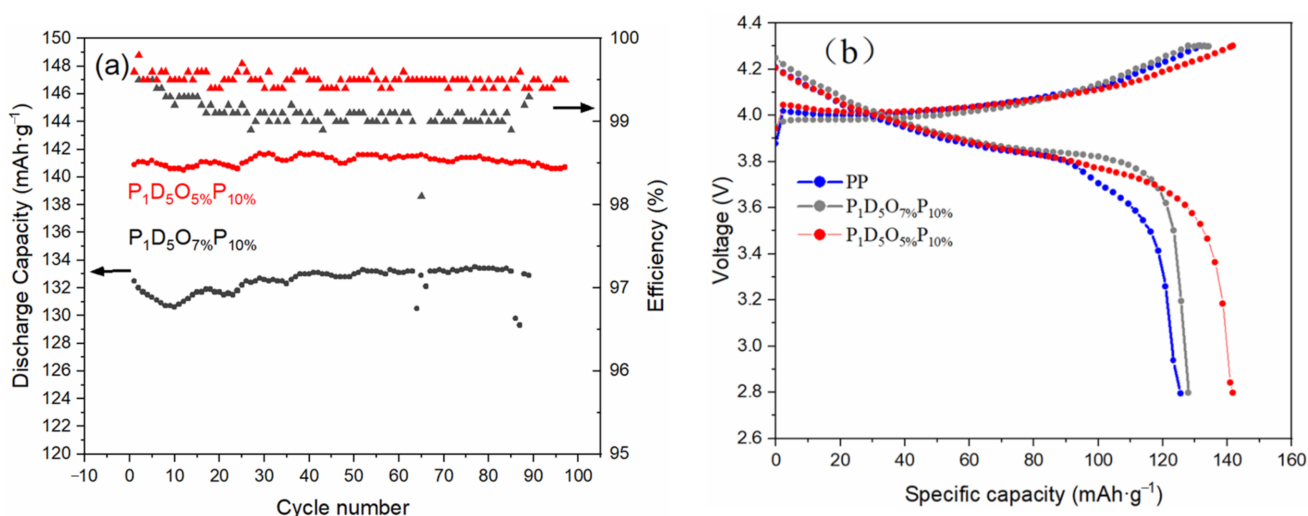 (a)
150
148
146
144
142
140
138
136
134
132
130
128
126
124
122
120
Discharge Capacity (mAh·g⁻¹)
P₁D₅O₅%P₁₀%
P₁D₅O₇%P₁₀%
−10 0 10 20 30 40 50 60 70 80 90 100
Cycle number
100
99
98
97
96
95
Efficiency (%)
(b)
4.4
4.2
4.0
3.8
3.6
3.4
3.2
3.0
2.8
2.6
Voltage (V)
PP
P₁D₅O₇%P₁₀%
P₁D₅O₅%P₁₀%
0 20 40 60 80 100 120 140 160
Specific capacity (mAh·g⁻¹)